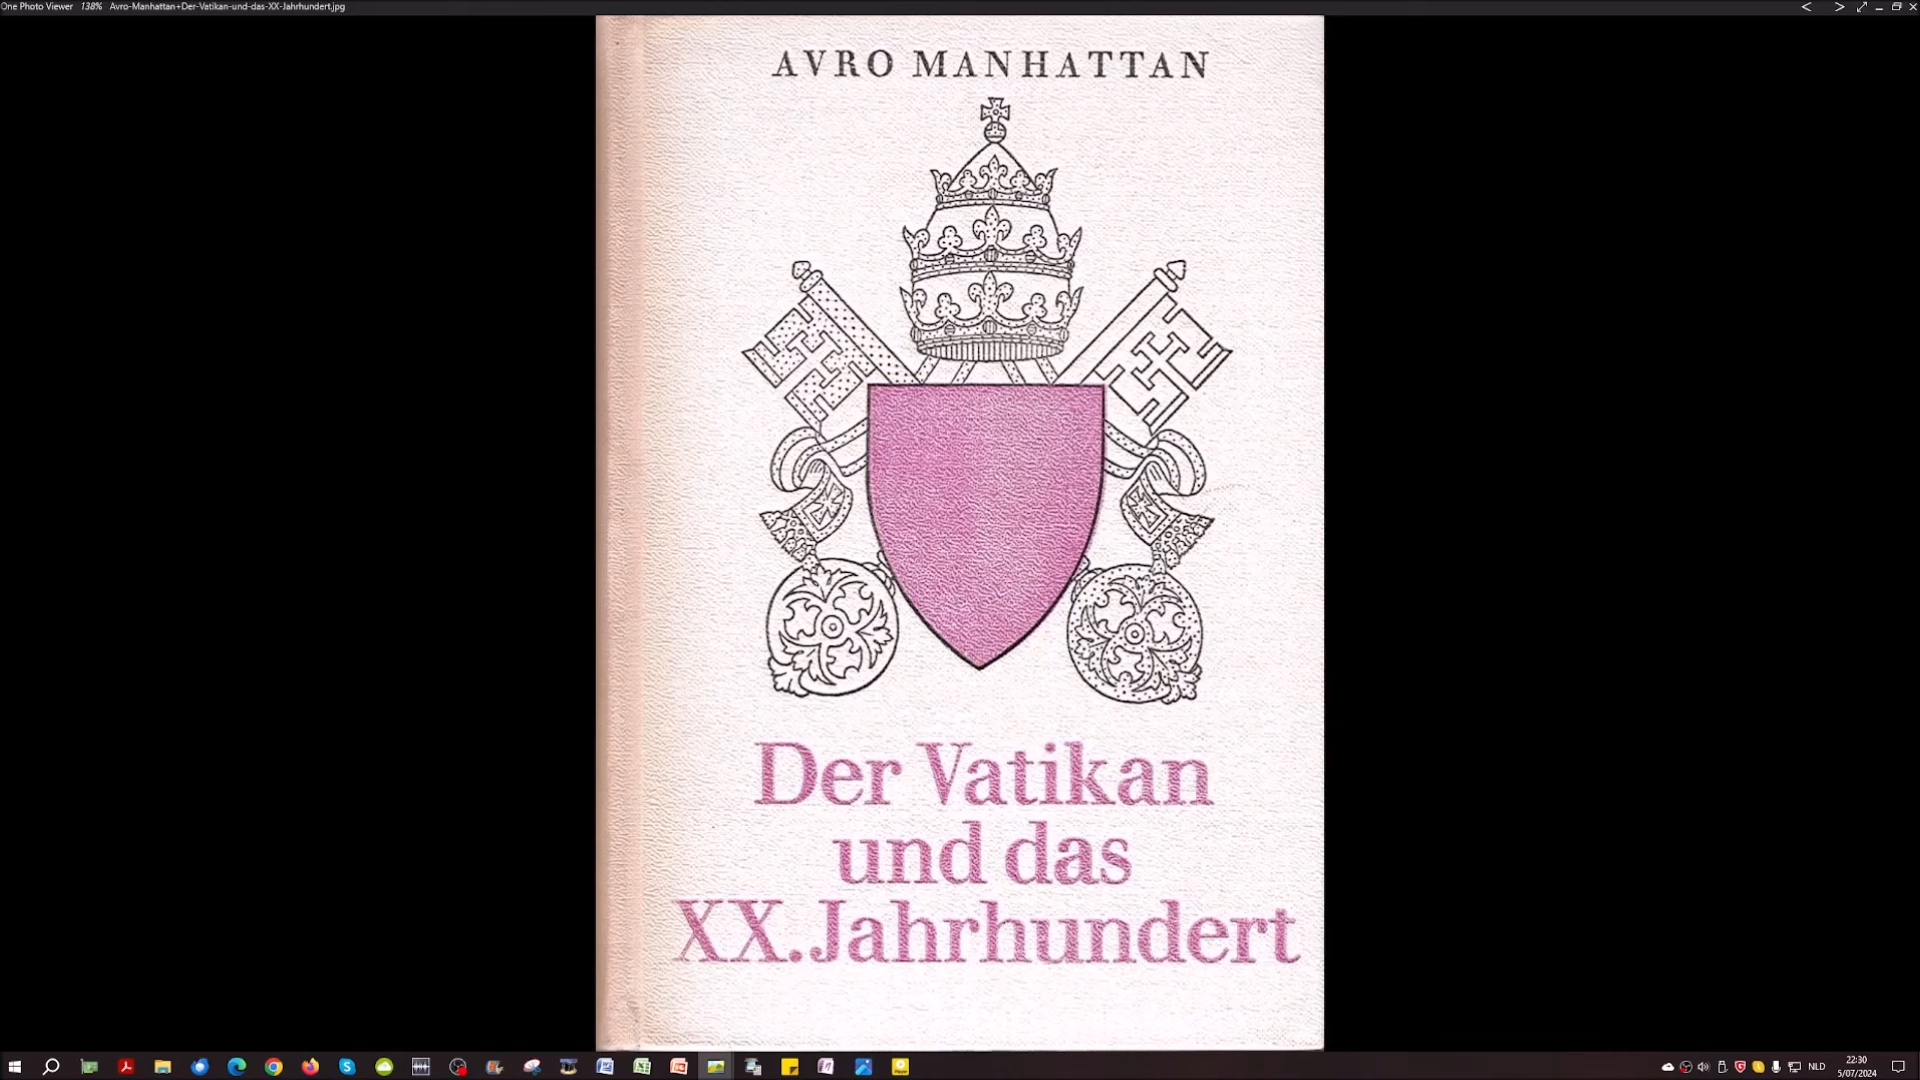 One Photo Viewer 138% Avro-Manhattan+Der-Vatikan-und-das-XX-Jahrhundert.jpg
AVRO MANHATTAN
Der Vatikan
und das
XX. Jahrhundert
NLD
22:30
5/07/2024